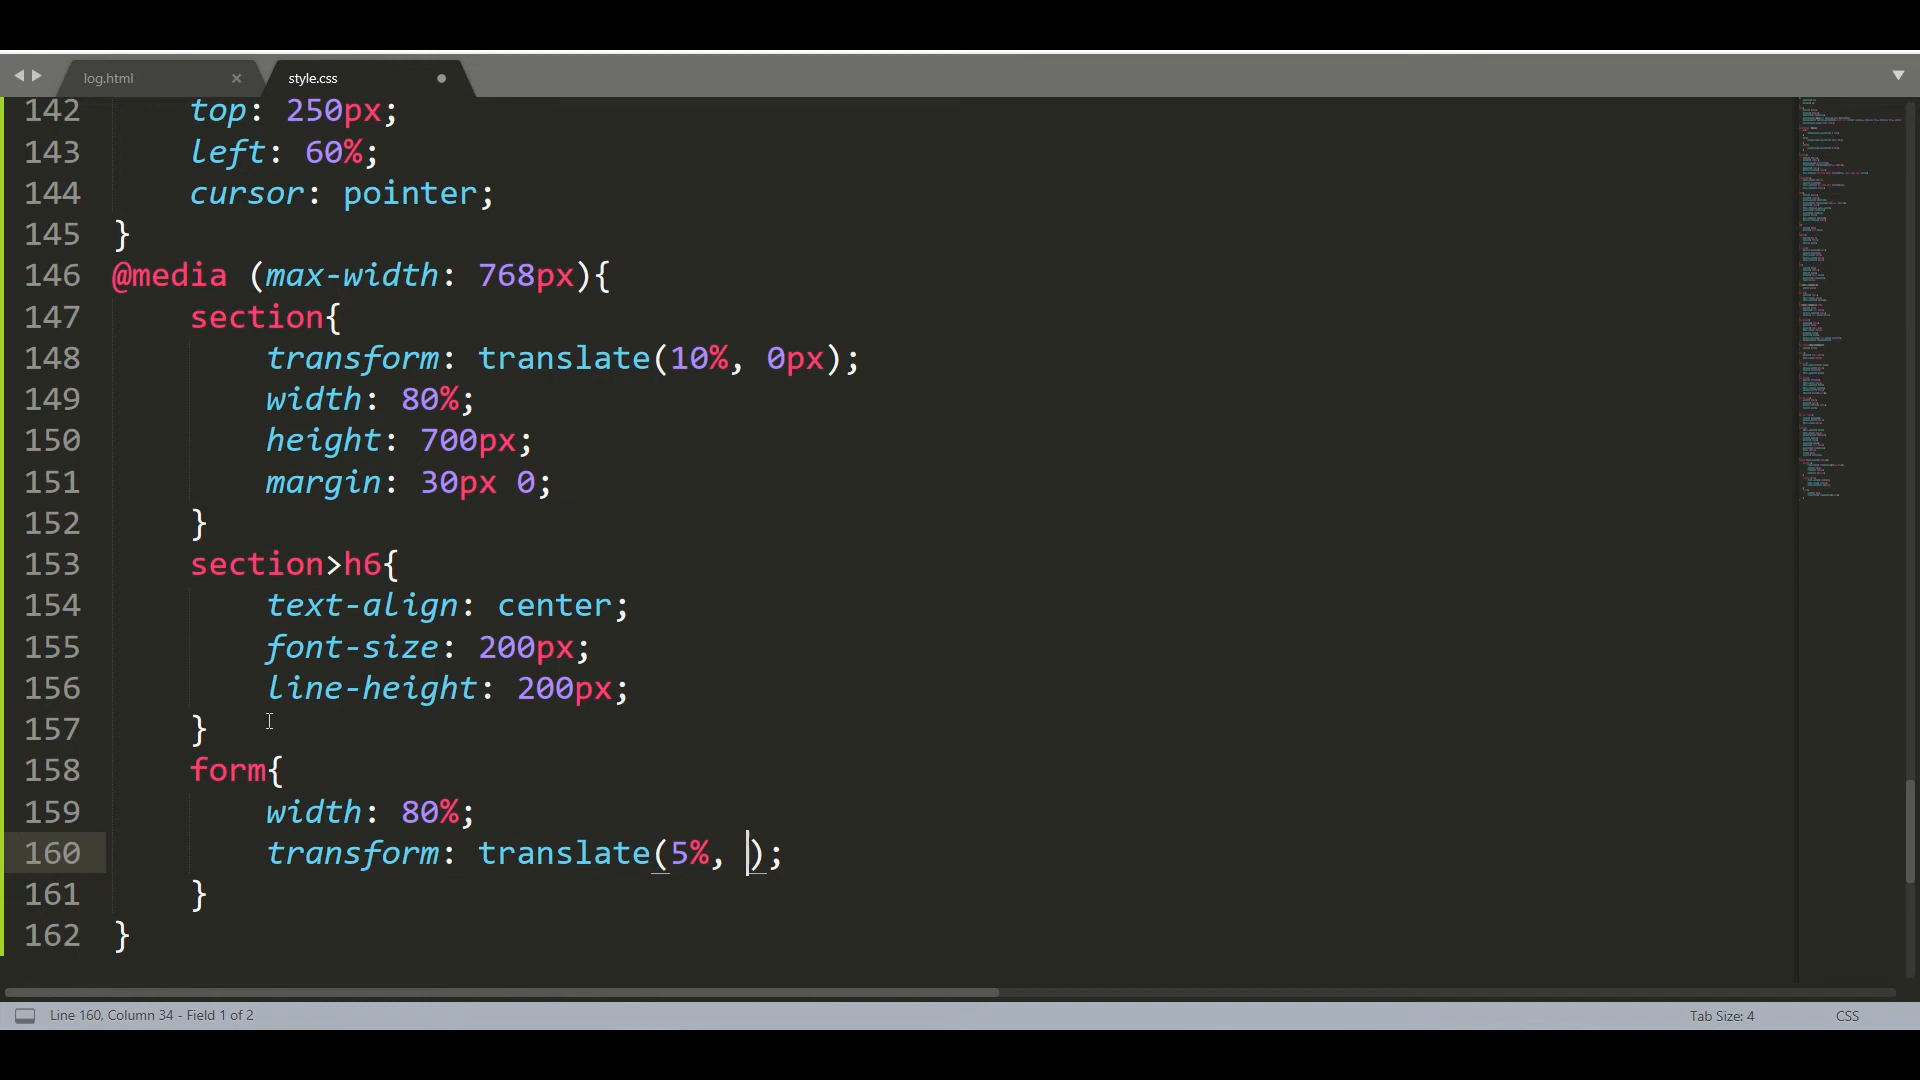 log.html × style.css
142 top: 250px;
143 left: 60%;
144 cursor: pointer;
145 }
146 @media (max-width: 768px){
147 section{
148 transform: translate(10%, 0px);
149 width: 80%;
150 height: 700px;
151 margin: 30px 0;
152 }
153 section>h6{
154 text-align: center;
155 font-size: 200px;
156 line-height: 200px;
157 }
158 form{
159 width: 80%;
160 transform: translate(5%, );
161 }
162 }
Line 160, Column 34 - Field 1 of 2 Tab Size: 4 CSS